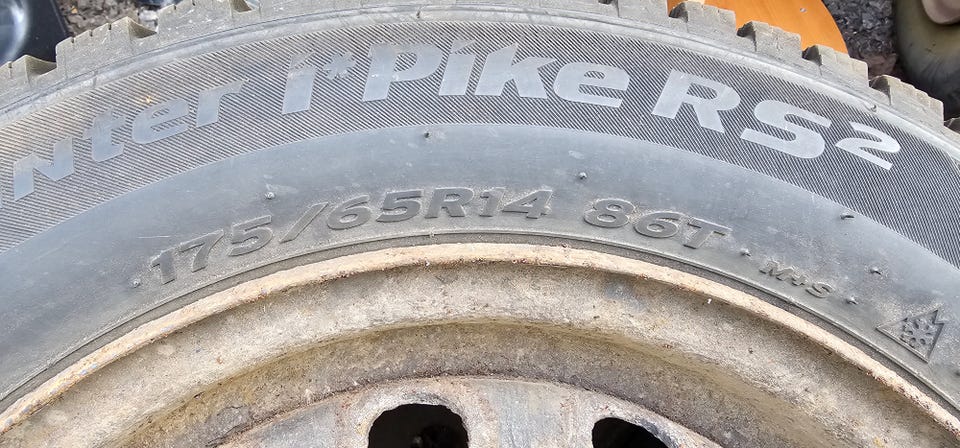 nter i*Pike RS2
175/65R14 86T M+S